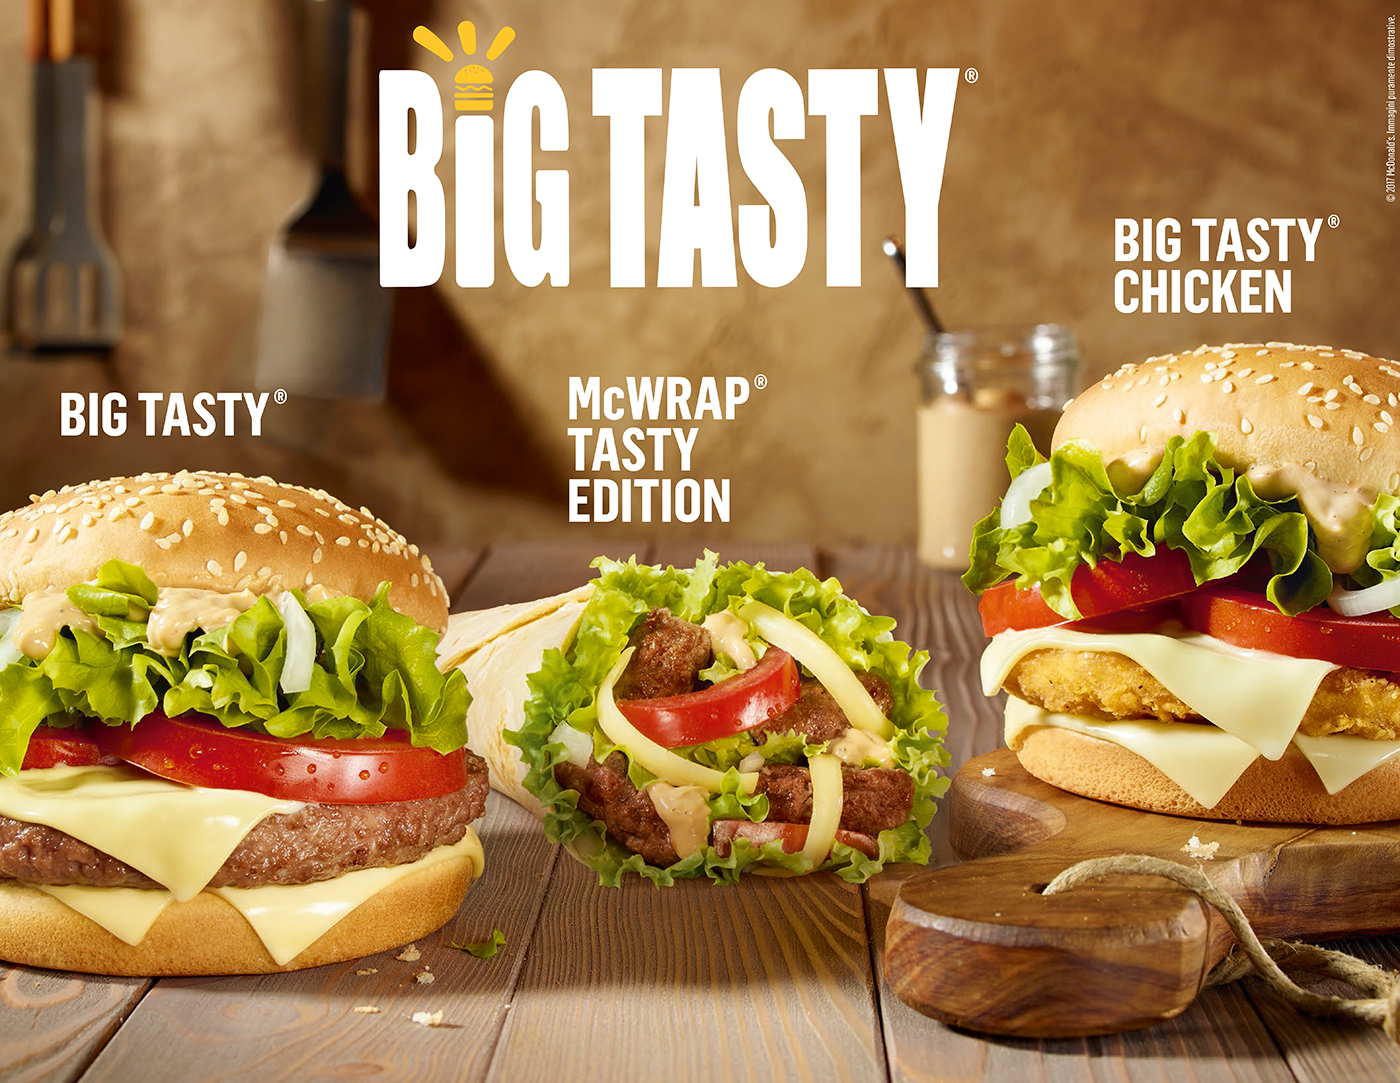 BIG TASTY®
BIG TASTY®
CHICKEN
BIG TASTY®
McWRAP®
TASTY
EDITION
© 2017 McDonald's. Immagini puramente dimostrative.